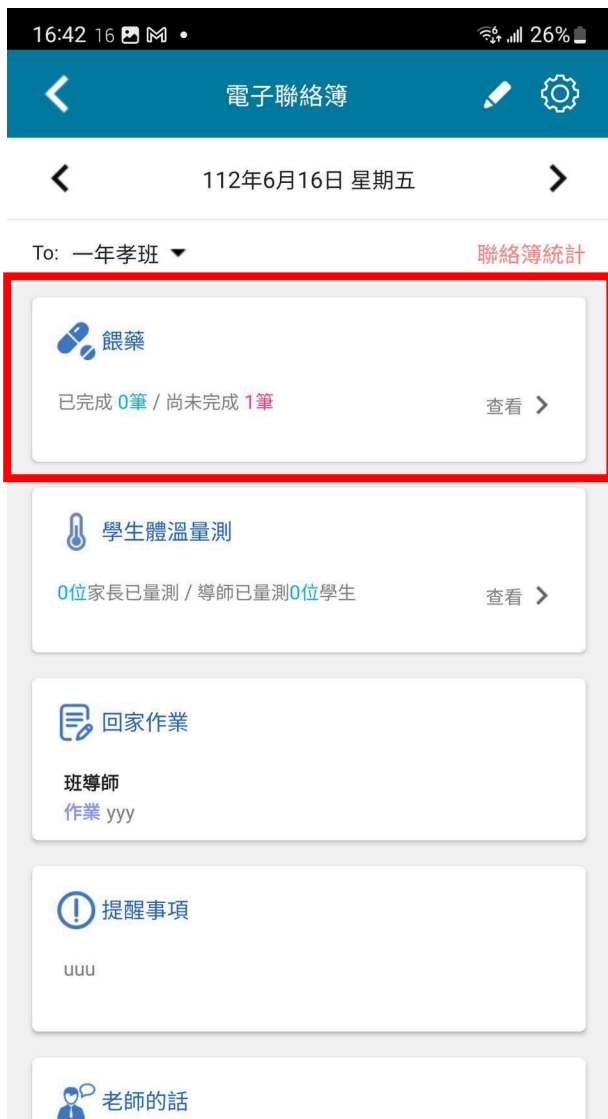 16:42 16 26%
電子聯絡簿
112年6月16日 星期五
To: 一年孝班 聯絡簿統計
餵藥
已完成 0筆 / 尚未完成 1筆 查看
學生體溫量測
0位家長已量測 / 導師已量測0位學生 查看
回家作業
班導師
作業 yyy
提醒事項
uuu
老師的話